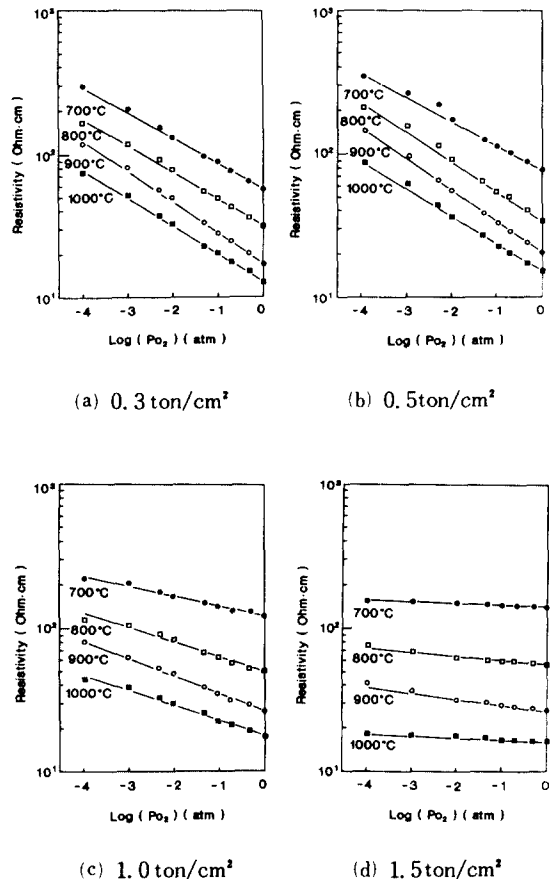 10³
Resistivity ( Ohm·cm )
10²
10¹
700°C
800°C
900°C
1000°C
-4 -3 -2 -1 0
Log ( Po₂ ) ( atm )
(a) 0.3 ton/cm²
10³
Resistivity ( Ohm·cm )
10²
10¹
700°C
800°C
900°C
1000°C
-4 -3 -2 -1 0
Log ( Po₂ ) ( atm )
(b) 0.5ton/cm²
10³
Resistivity ( Ohm·cm )
10²
10¹
700°C
800°C
900°C
1000°C
-4 -3 -2 -1 0
Log ( Po₂ ) ( atm )
(c) 1.0 ton/cm²
10³
Resistivity ( Ohm·cm )
10²
10¹
700°C
800°C
900°C
1000°C
-4 -3 -2 -1 0
Log ( Po₂ ) ( atm )
(d) 1.5ton/cm²